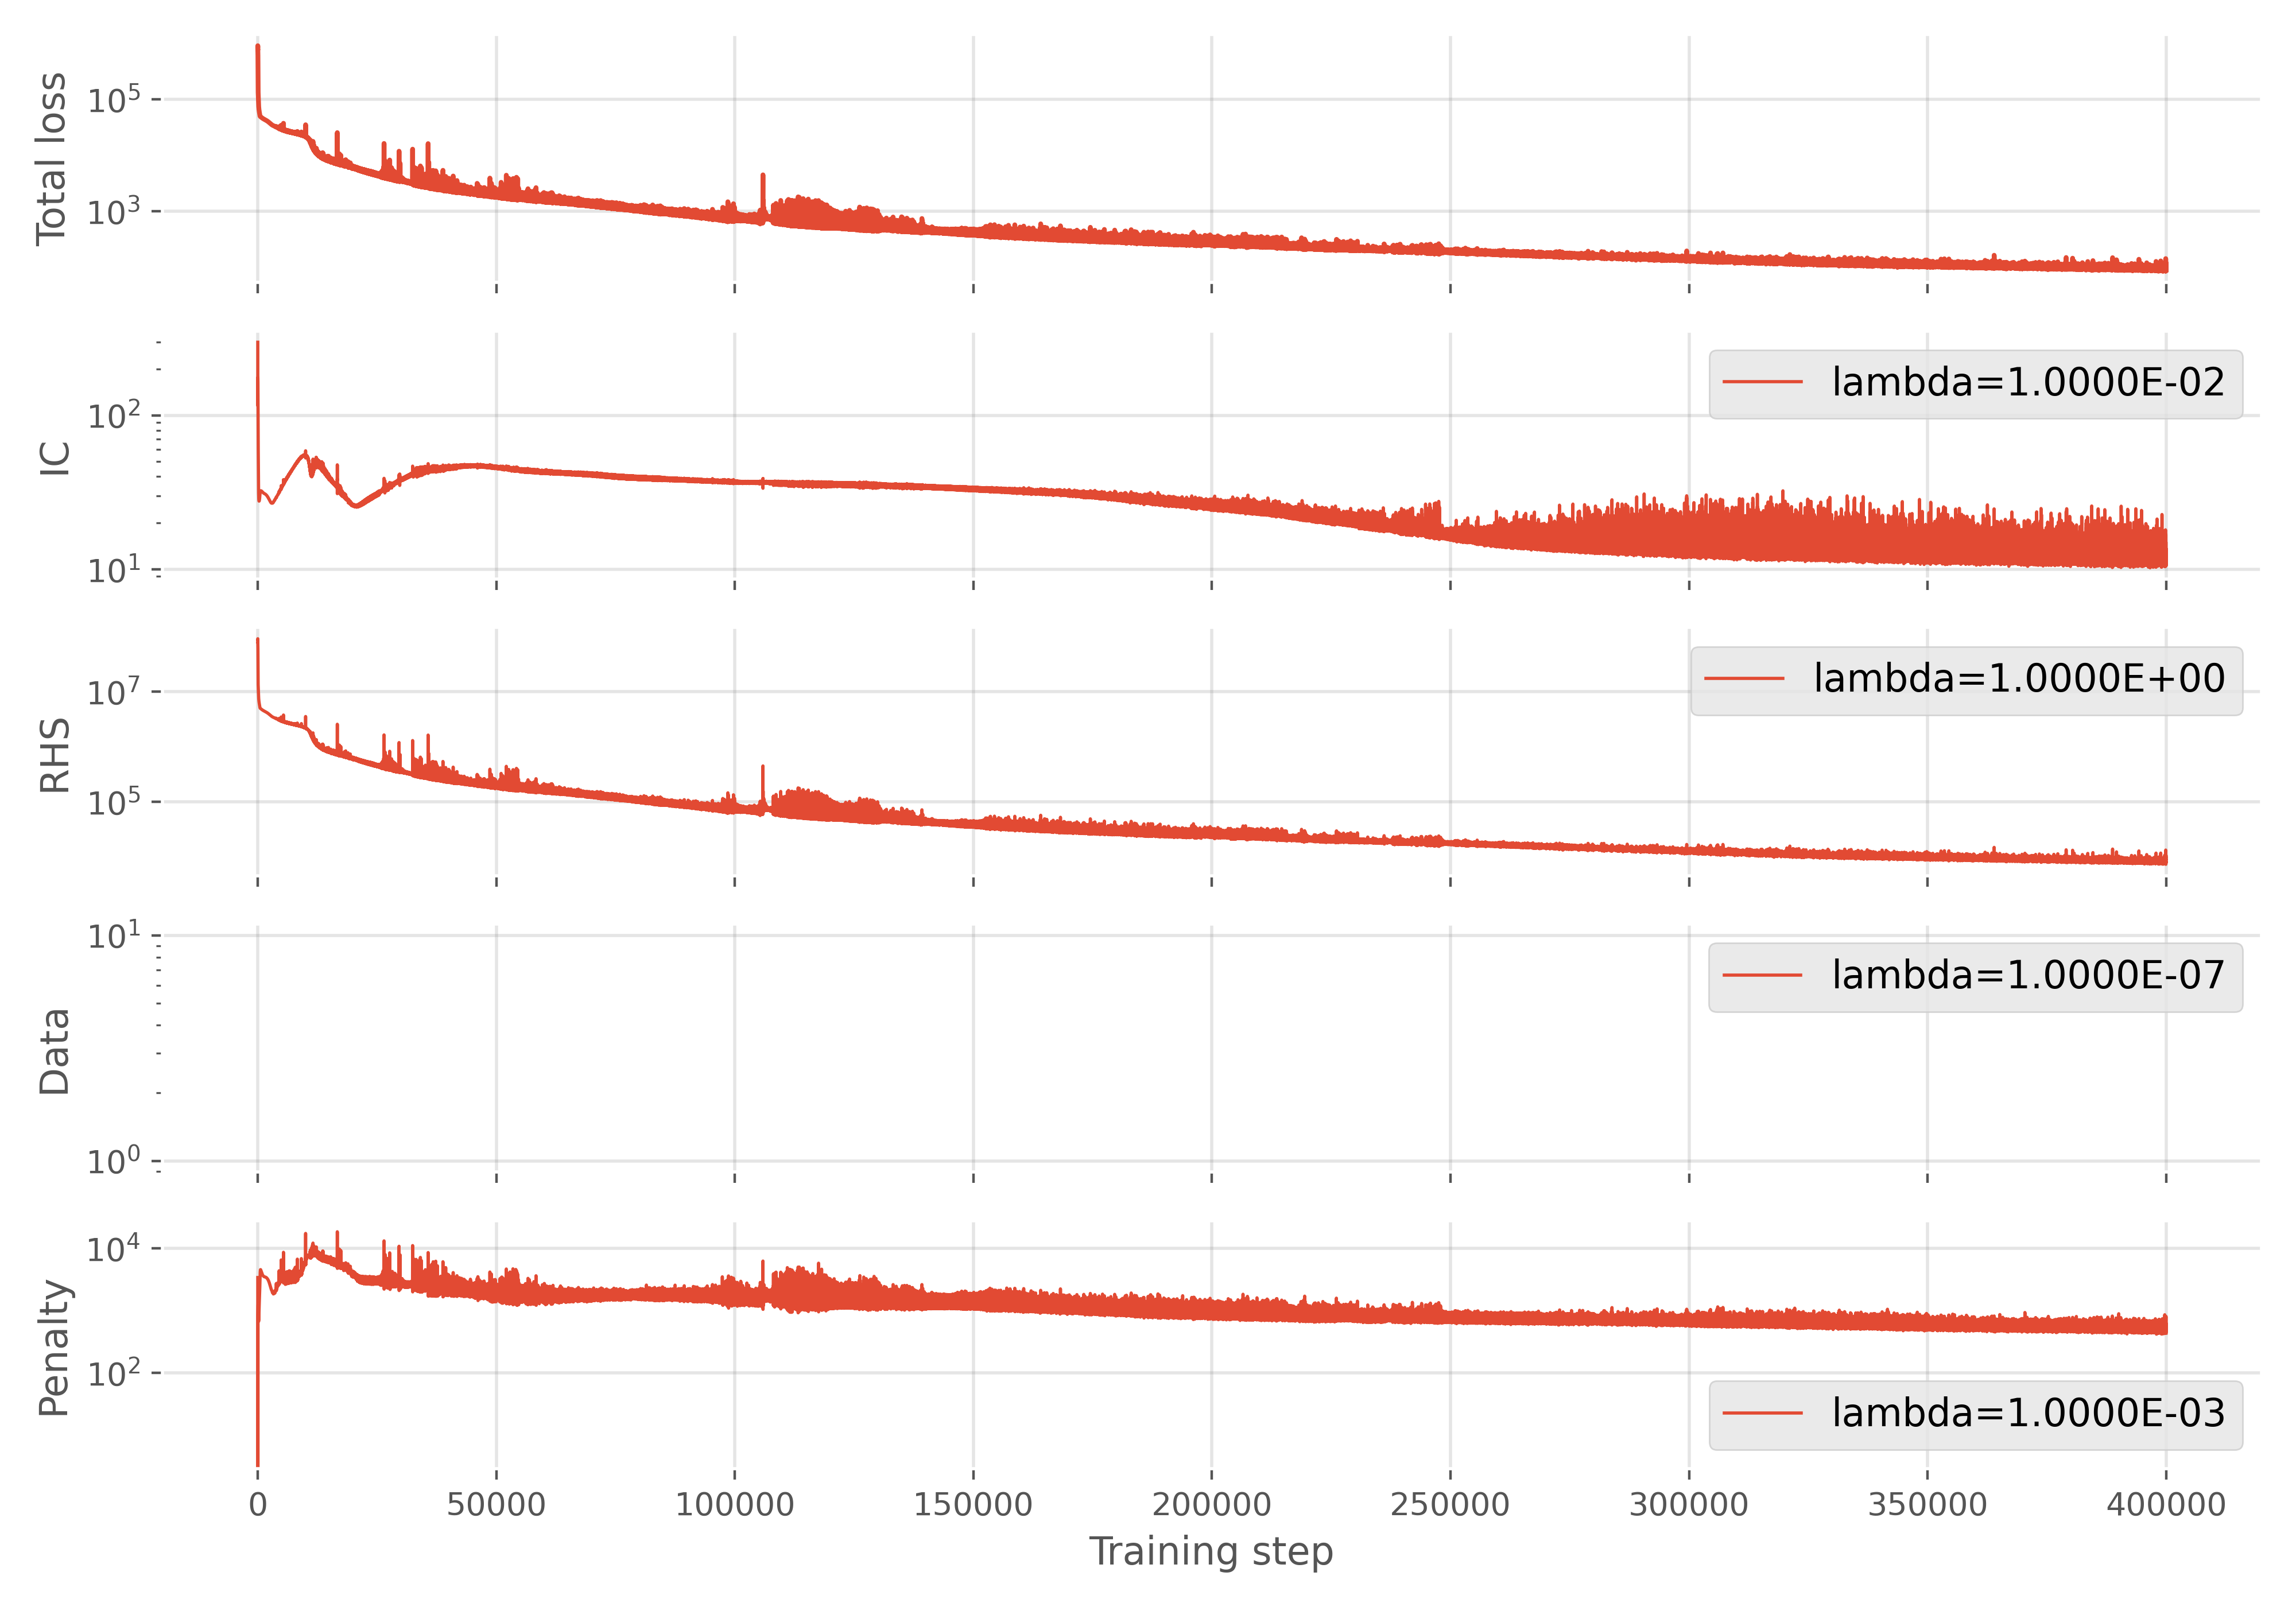 Total loss
10^5
10^3
IC
10^2
10^1
lambda=1.0000E-02
RHS
10^7
10^5
lambda=1.0000E+00
Data
10^1
10^0
lambda=1.0000E-07
Penalty
10^4
10^2
lambda=1.0000E-03
0 50000 100000 150000 200000 250000 300000 350000 400000
Training step